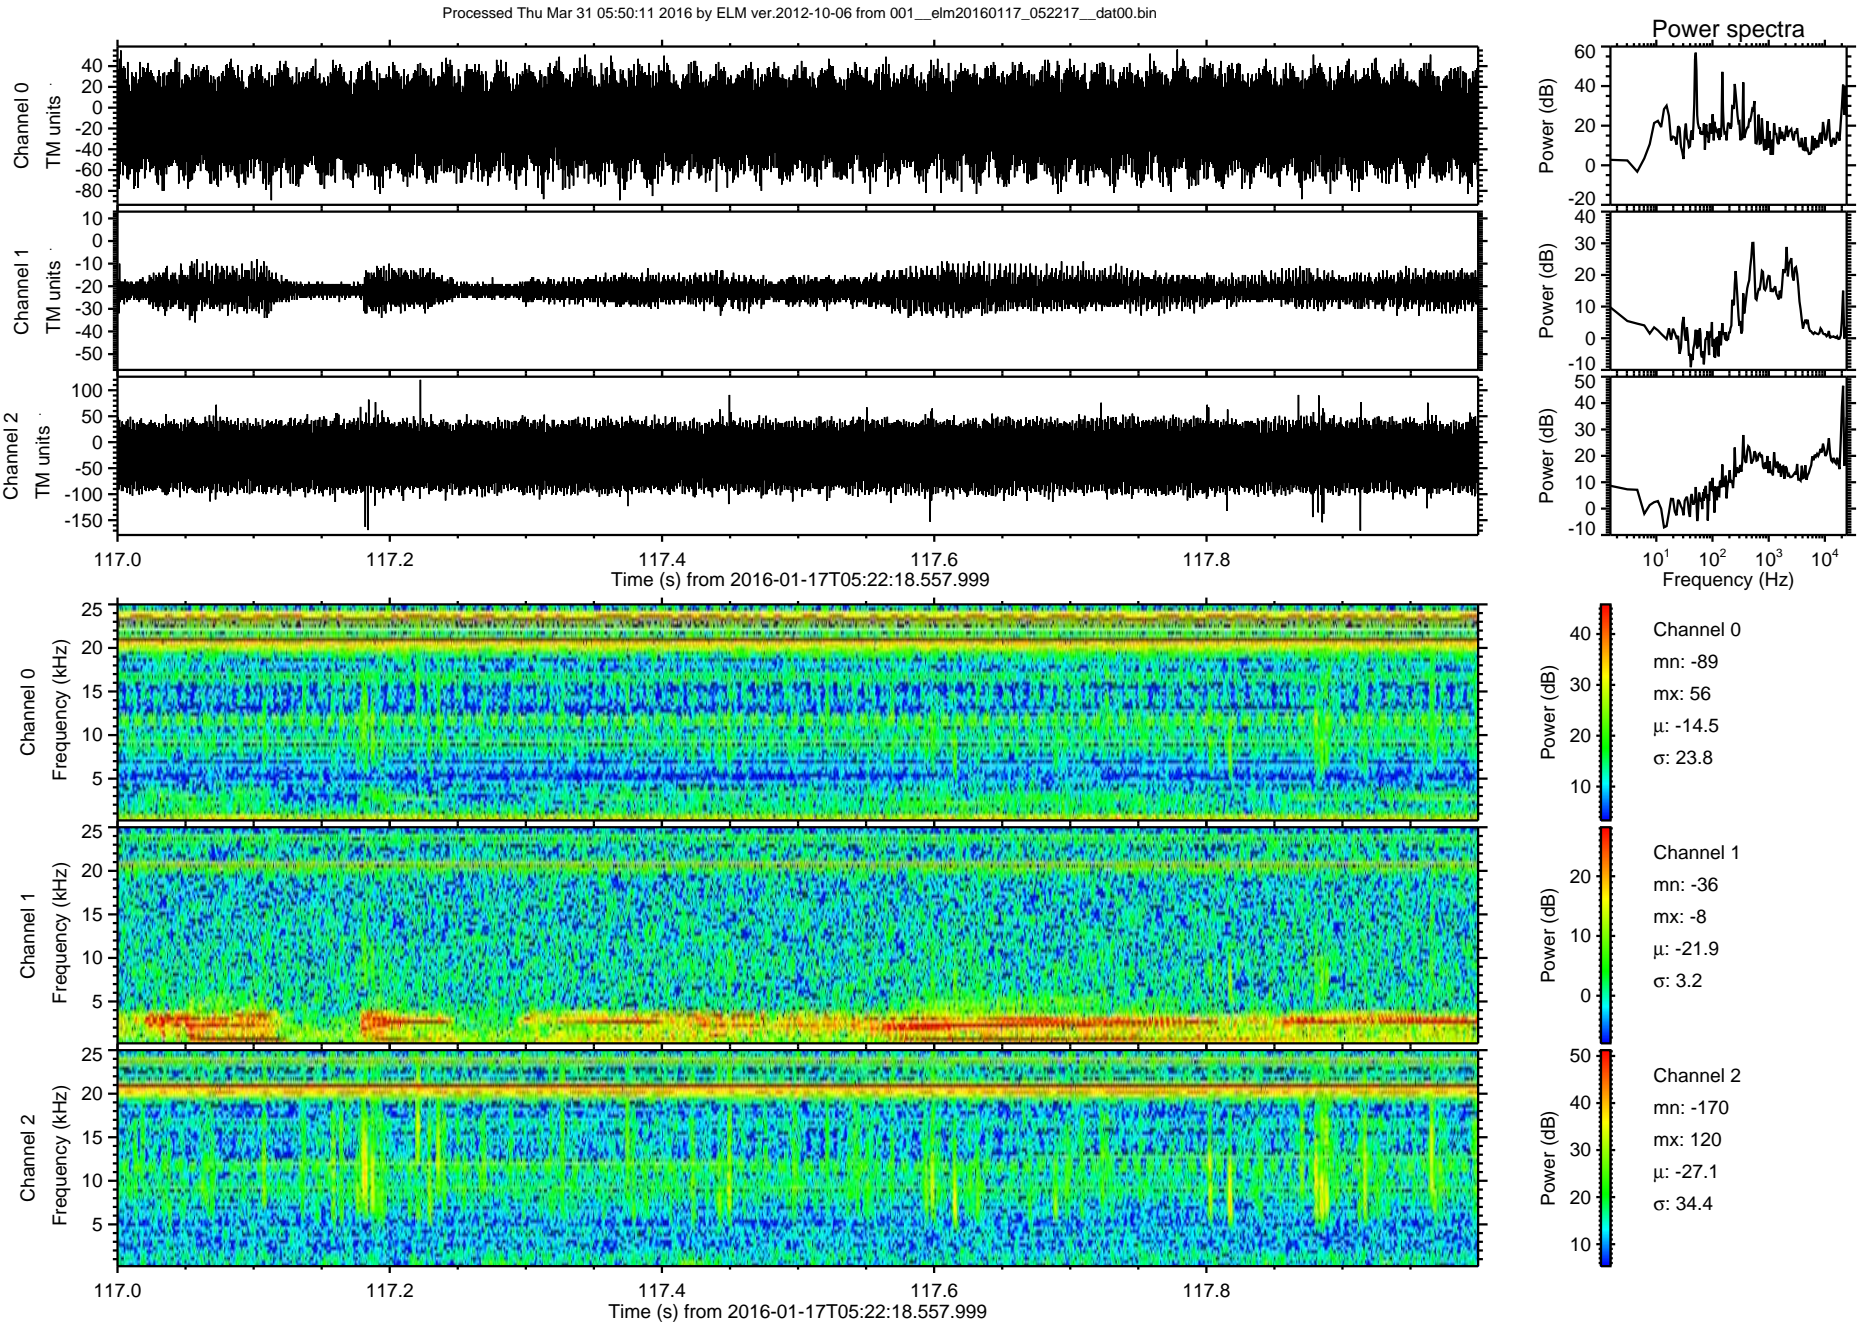 Processed Thu Mar 31 05:50:11 2016 by ELM ver.2012-10-06 from 001__elm20160117_052217__dat00.bin
Power spectra
Channel 0
TM units
40
20
0
-20
-40
-60
-80
Power (dB)
60
40
20
0
-20
Channel 1
TM units
10
0
-10
-20
-30
-40
-50
Power (dB)
40
30
20
10
0
-10
Channel 2
TM units
100
50
0
-50
-100
-150
Power (dB)
50
40
30
20
10
0
-10
117.0 117.2 117.4 117.6 117.8
Time (s) from 2016-01-17T05:22:18.557.999
10^1 10^2 10^3 10^4
Frequency (Hz)
Channel 0
Frequency (kHz)
25
20
15
10
5
Power (dB)
40
30
20
10
Channel 0
mn: -89
mx: 56
μ: -14.5
σ: 23.8
Channel 1
Frequency (kHz)
25
20
15
10
5
Power (dB)
20
10
0
Channel 1
mn: -36
mx: -8
μ: -21.9
σ: 3.2
Channel 2
Frequency (kHz)
25
20
15
10
5
Power (dB)
50
40
30
20
10
Channel 2
mn: -170
mx: 120
μ: -27.1
σ: 34.4
117.0 117.2 117.4 117.6 117.8
Time (s) from 2016-01-17T05:22:18.557.999